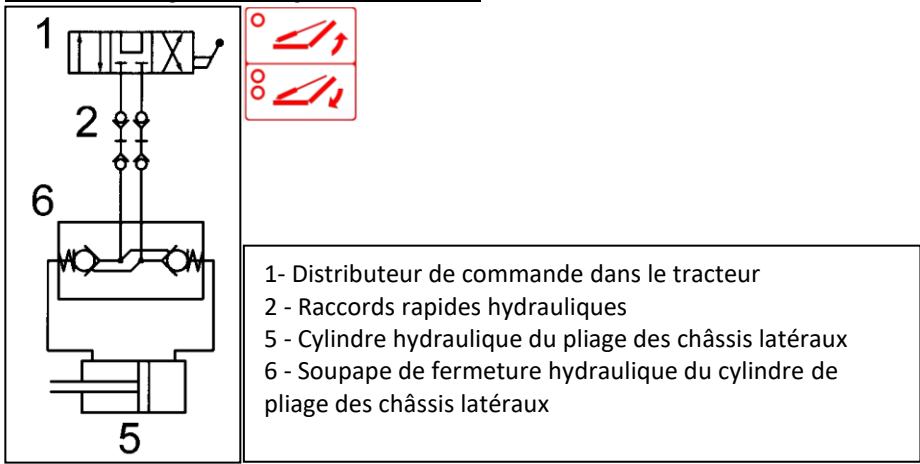 1
2
6
5
1- Distributeur de commande dans le tracteur
2 - Raccords rapides hydrauliques
5 - Cylindre hydraulique du pliage des châssis latéraux
6 - Soupape de fermeture hydraulique du cylindre de
pliage des châssis latéraux